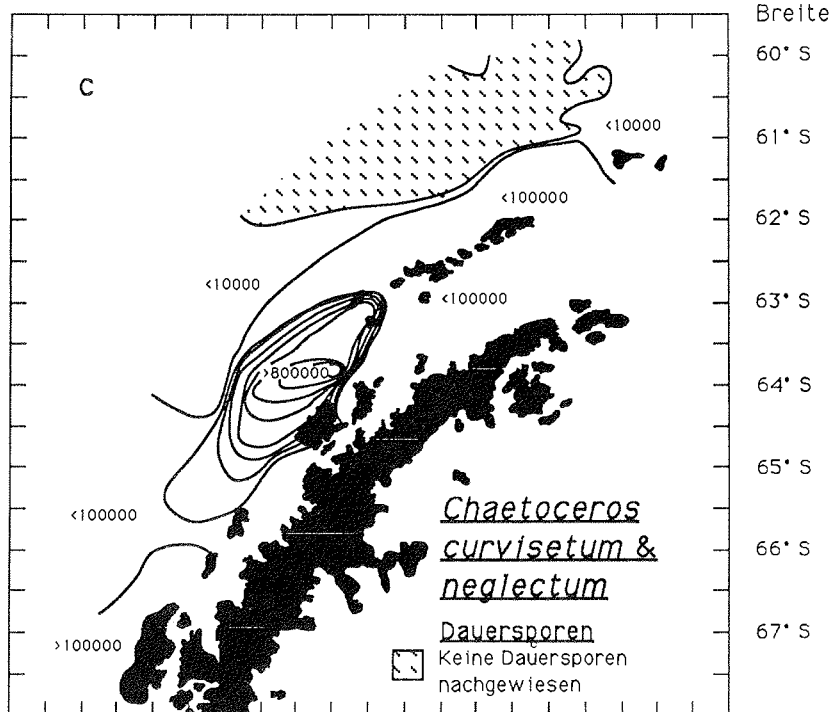 Breite
60° S
C
<10000
61° S
<100000
62° S
<10000
<100000
63° S
>800000
64° S
65° S
<100000
Chaetoceros
curvisetum &
neglectum
66° S
Dauersporen
>100000
67° S
Keine Dauersporen
nachgewiesen